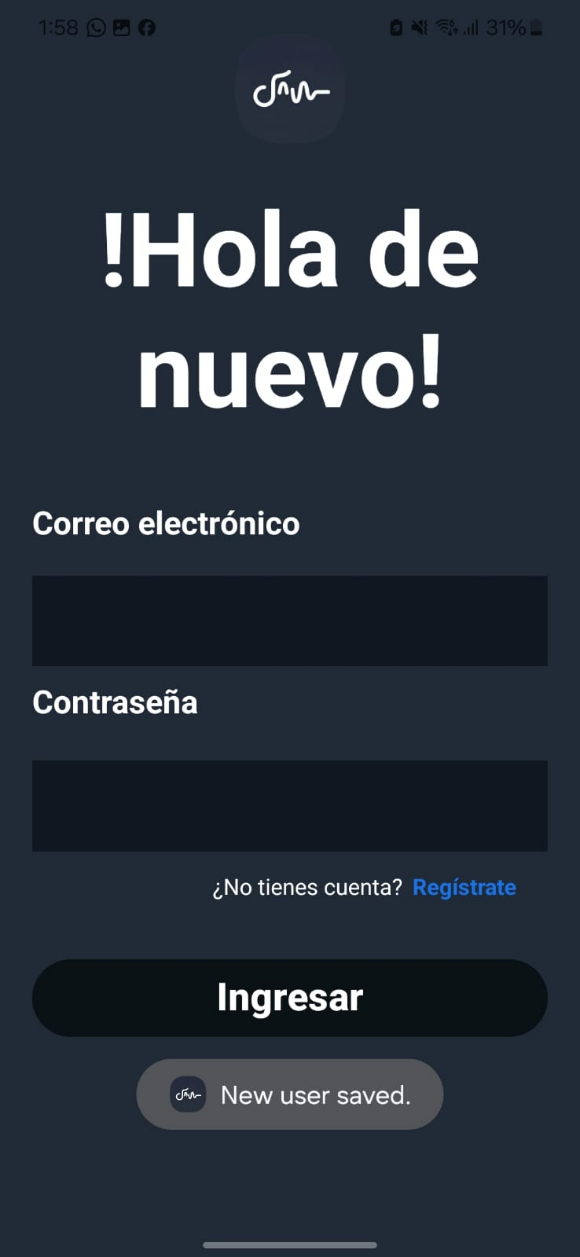 1:58 31%
!Hola de
nuevo!
Correo electrónico
Contraseña
¿No tienes cuenta? Regístrate
Ingresar
New user saved.